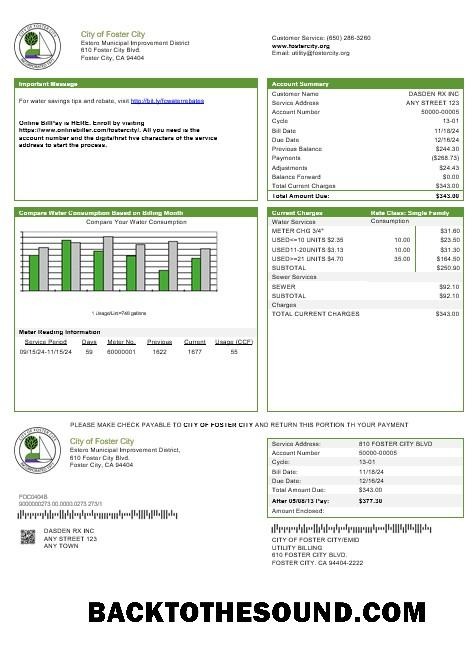 City of Foster City
Estero Municipal Improvement District
610 Foster City Blvd.
Foster City, CA 94404
Customer Service: (650) 286-3260
www.fostercity.org
Email: utility@fostercity.org
Important Message
For water savings tips and rebate, visit http://bit.ly/fcwaterrebates
Online BillPay is HERE. Enroll by visiting
https://www.onlinebiller.com/fostercity/. All you need is the
account number and the digits/first five characters of the service
address to start the process.
Account Summary
Customer Name DASDEN RX INC
Service Address ANY STREET 123
Account Number 50000-00005
Cycle 13-01
Bill Date 11/18/24
Due Date 12/16/24
Previous Balance $244.30
Payments ($268.73)
Adjustments $24.43
Balance Forward $0.00
Total Current Charges $343.00
Total Amount Due: $343.00
Compare Water Consumption Based on Billing Month
Compare Your Water Consumption
1 Usage/Unit=748 gallons
Meter Reading Information
Service Period Days Meter No. Previous Current Usage (CCF)
09/15/24-11/15/24 59 60000001 1622 1677 55
Current Charges Rate Class: Single Family
Water Services Consumption
METER CHG 3/4" $31.60
USED<=10 UNITS $2.35 10.00 $23.50
USED11-20UNITS $3.13 10.00 $31.30
USED>=21 UNITS $4.70 35.00 $164.50
SUBTOTAL $250.90
Sewer Services
SEWER $92.10
SUBTOTAL $92.10
Charges
TOTAL CURRENT CHARGES $343.00
PLEASE MAKE CHECK PAYABLE TO CITY OF FOSTER CITY AND RETURN THIS PORTION TH YOUR PAYMENT
City of Foster City
Estero Municipal Improvement District,
610 Foster City Blvd.
Foster City, CA 94404
Service Address: 810 FOSTER CITY BLVD
Account Number 50000-00005
Cycle: 13-01
Bill Date: 11/18/24
Due Date: 12/16/24
Total Amount Due: $343.00
After 05/08/13 Pay: $377.30
Amount Enclosed:
FOC0404B
9000000273 00.0000.0273 273/1
DASDEN RX INC
ANY STREET 123
ANY TOWN
CITY OF FOSTER CITY/EMID
UTILITY BILLING
610 FOSTER CITY BLVD.
FOSTER CITY. CA 94404-2222
BACKTOTHESOUND.COM